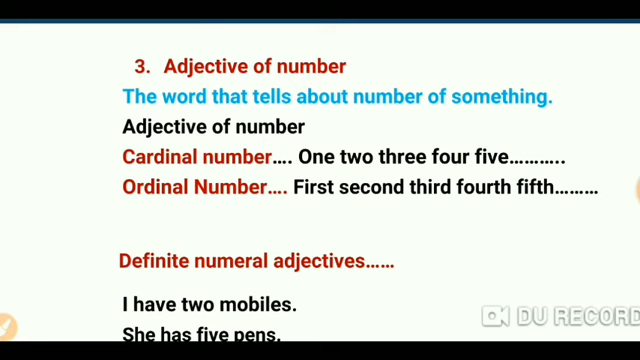 3. Adjective of number
The word that tells about number of something.
Adjective of number
Cardinal number.... One two three four five...........
Ordinal Number.... First second third fourth fifth.........
Definite numeral adjectives......
I have two mobiles.
She has five pens.
DU RECORD